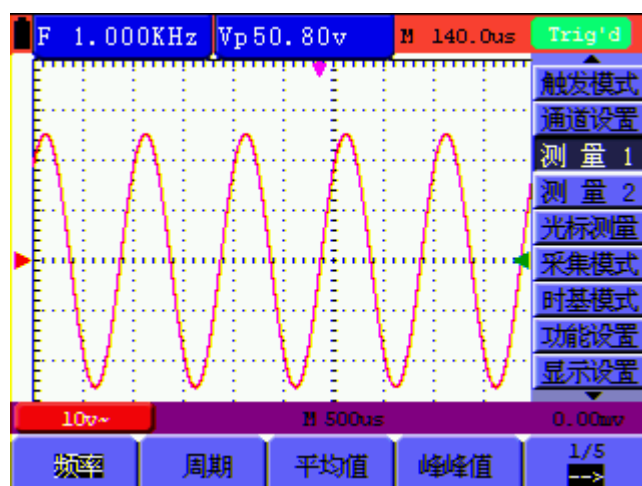 F 1.000KHz Vp50.80v M 140.0us Trig'd
触发模式
通道设置
测 量 1
测 量 2
光标测量
采集模式
时基模式
功能设置
显示设置
10v~ M 500us 0.00mv
频率 周期 平均值 峰峰值 1/5
-->